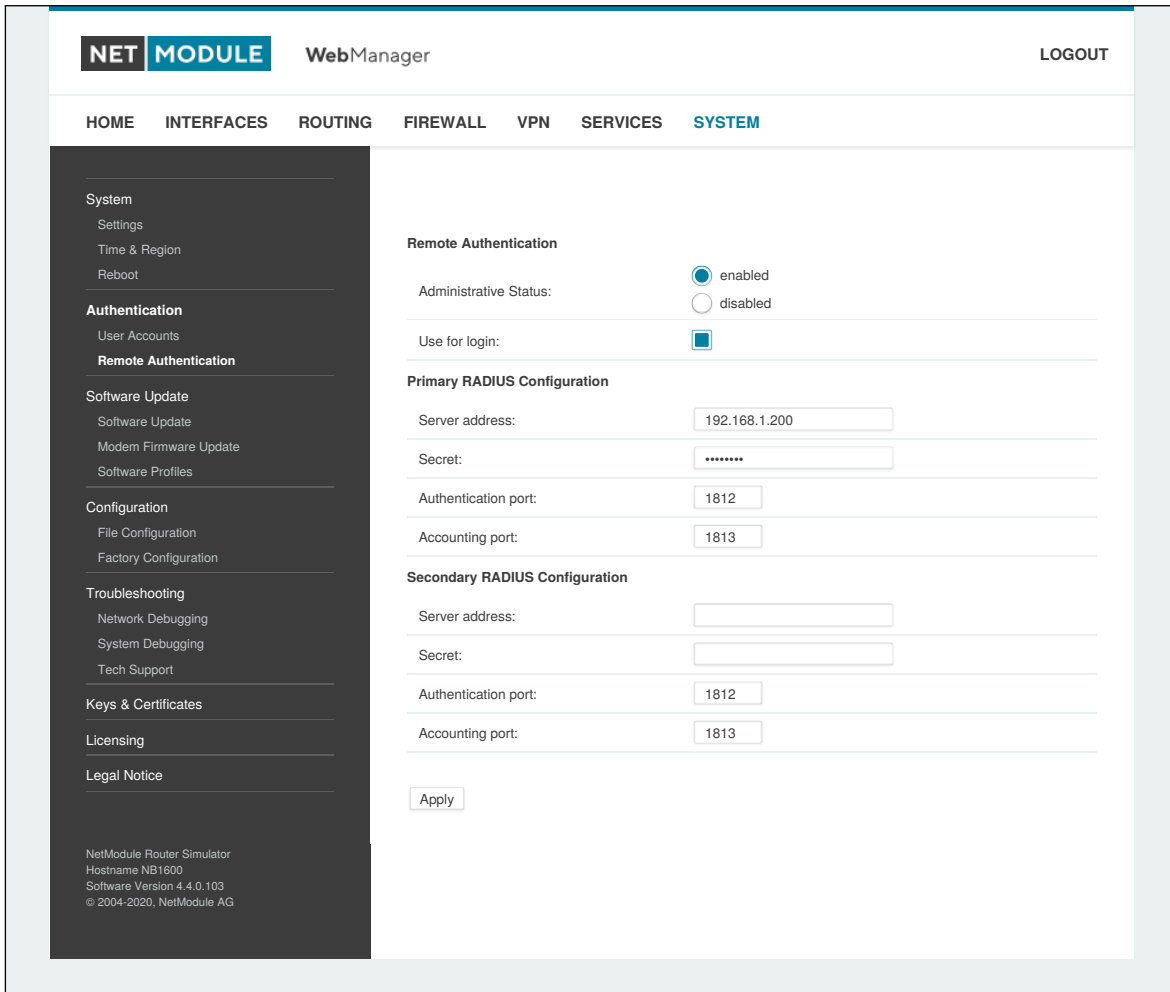 NET MODULE WebManager LOGOUT
HOME INTERFACES ROUTING FIREWALL VPN SERVICES SYSTEM
System
Settings
Time & Region
Reboot
Authentication
User Accounts
Remote Authentication
Software Update
Software Update
Modem Firmware Update
Software Profiles
Configuration
File Configuration
Factory Configuration
Troubleshooting
Network Debugging
System Debugging
Tech Support
Keys & Certificates
Licensing
Legal Notice
NetModule Router Simulator
Hostname NB1600
Software Version 4.4.0.103
© 2004-2020, NetModule AG
Remote Authentication
Administrative Status:
enabled
disabled
Use for login:
Primary RADIUS Configuration
Server address: 192.168.1.200
Secret: ••••••••
Authentication port: 1812
Accounting port: 1813
Secondary RADIUS Configuration
Server address:
Secret:
Authentication port: 1812
Accounting port: 1813
Apply